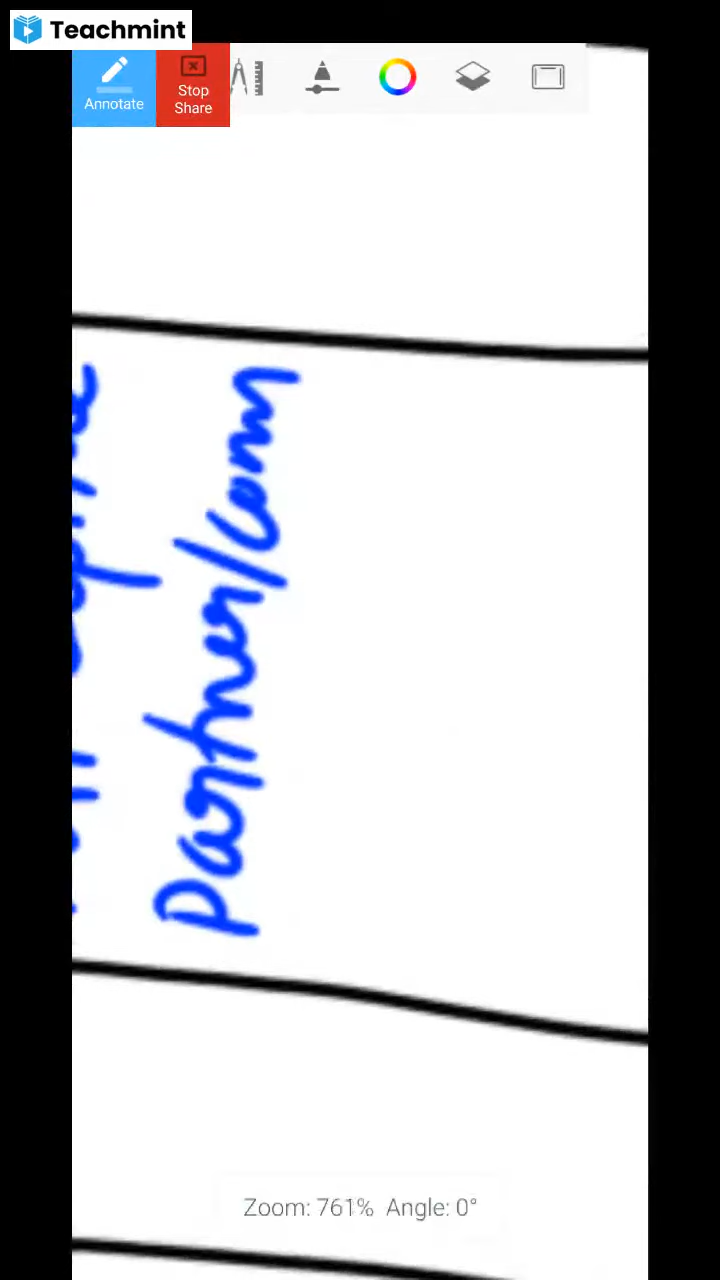 Teachmint
Annotate
Stop
Share
Partner/Com
Zoom: 761% Angle: 0°